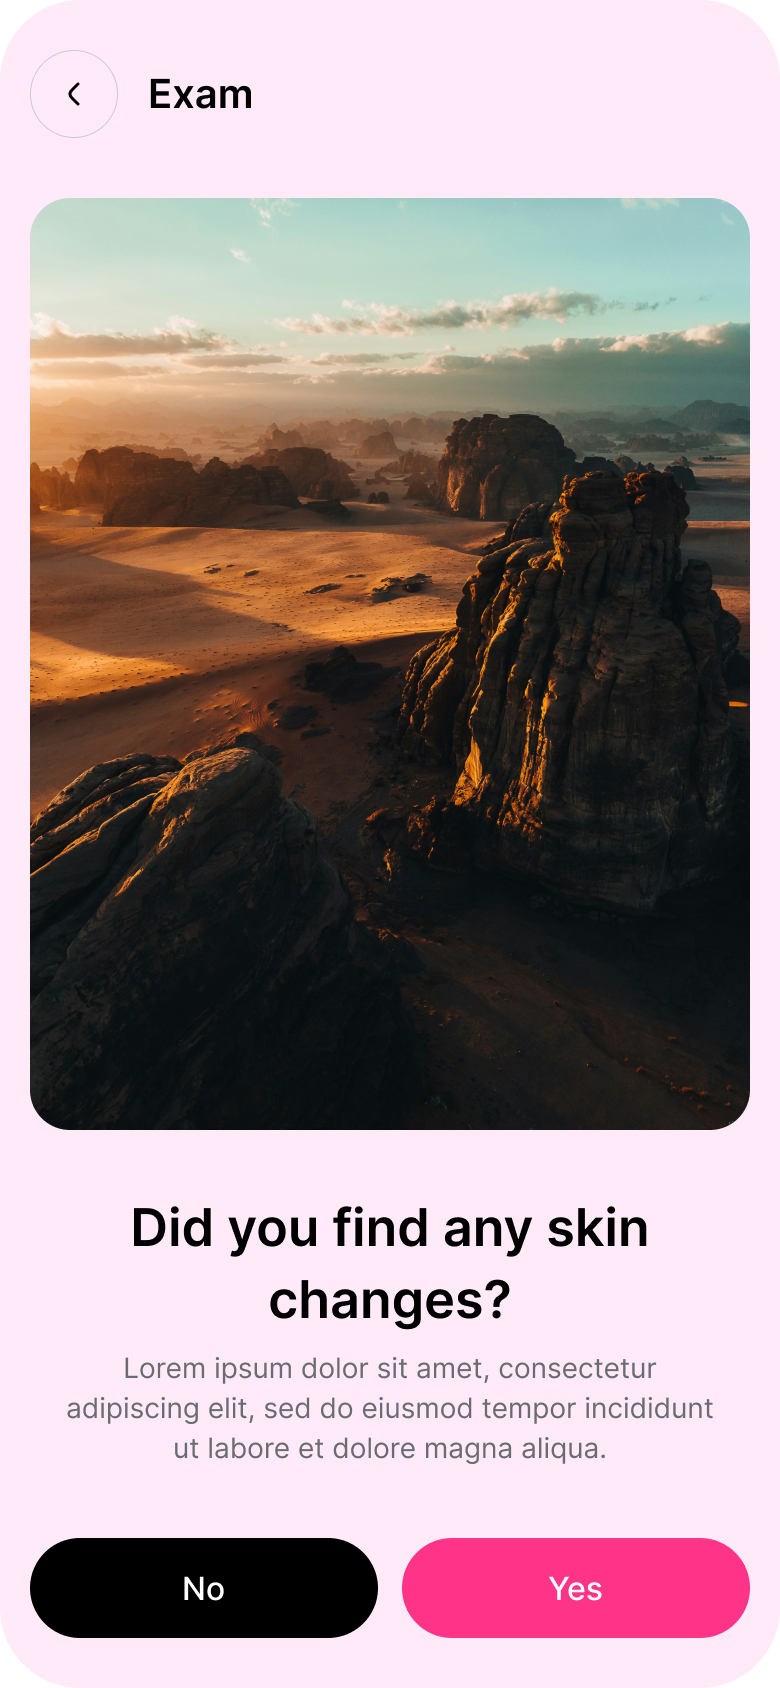 Exam
Did you find any skin
changes?
Lorem ipsum dolor sit amet, consectetur
adipiscing elit, sed do eiusmod tempor incididunt
ut labore et dolore magna aliqua.
No
Yes